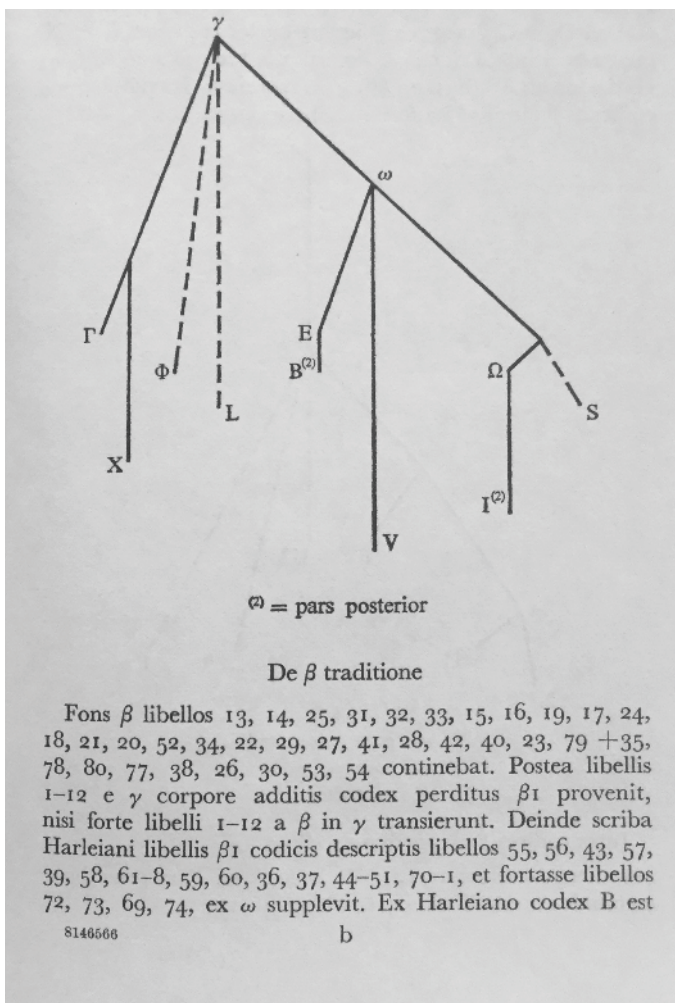 γ
ω
Γ
E
Φ
B(2)
Ω
L
S
X
I(2)
V
(2) = pars posterior
De β traditione
Fons β libellos 13, 14, 25, 31, 32, 33, 15, 16, 19, 17, 24,
18, 21, 20, 52, 34, 22, 29, 27, 41, 28, 42, 40, 23, 79 +35,
78, 80, 77, 38, 26, 30, 53, 54 continebat. Postea libellis
1–12 e γ corpore additis codex perditus β1 provenit,
nisi forte libelli 1–12 a β in γ transierunt. Deinde scriba
Harleiani libellis β1 codicis descriptis libellos 55, 56, 43, 57,
39, 58, 61–8, 59, 60, 36, 37, 44–51, 70–1, et fortasse libellos
72, 73, 69, 74, ex ω supplevit. Ex Harleiano codex B est
8146566
b